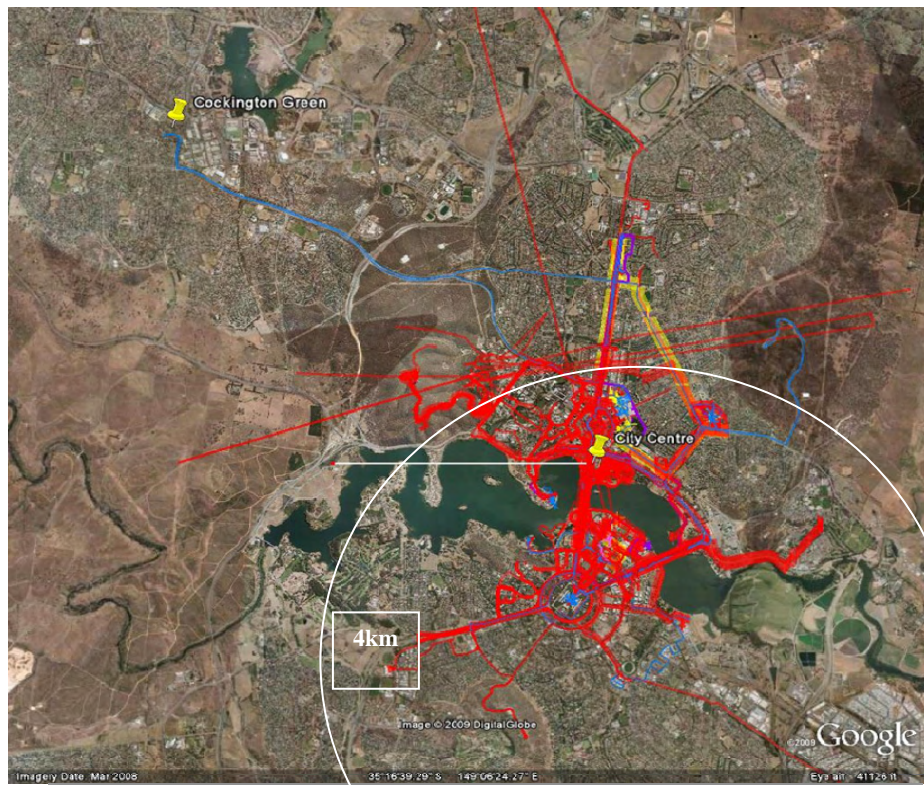 Cockington Green
City Centre
4km
Image © 2009 DigitalGlobe
©2009 Google
Imagery Date: Mar 2008
35°16'39.29" S 149°06'24.27" E
Eye alt 41126 ft